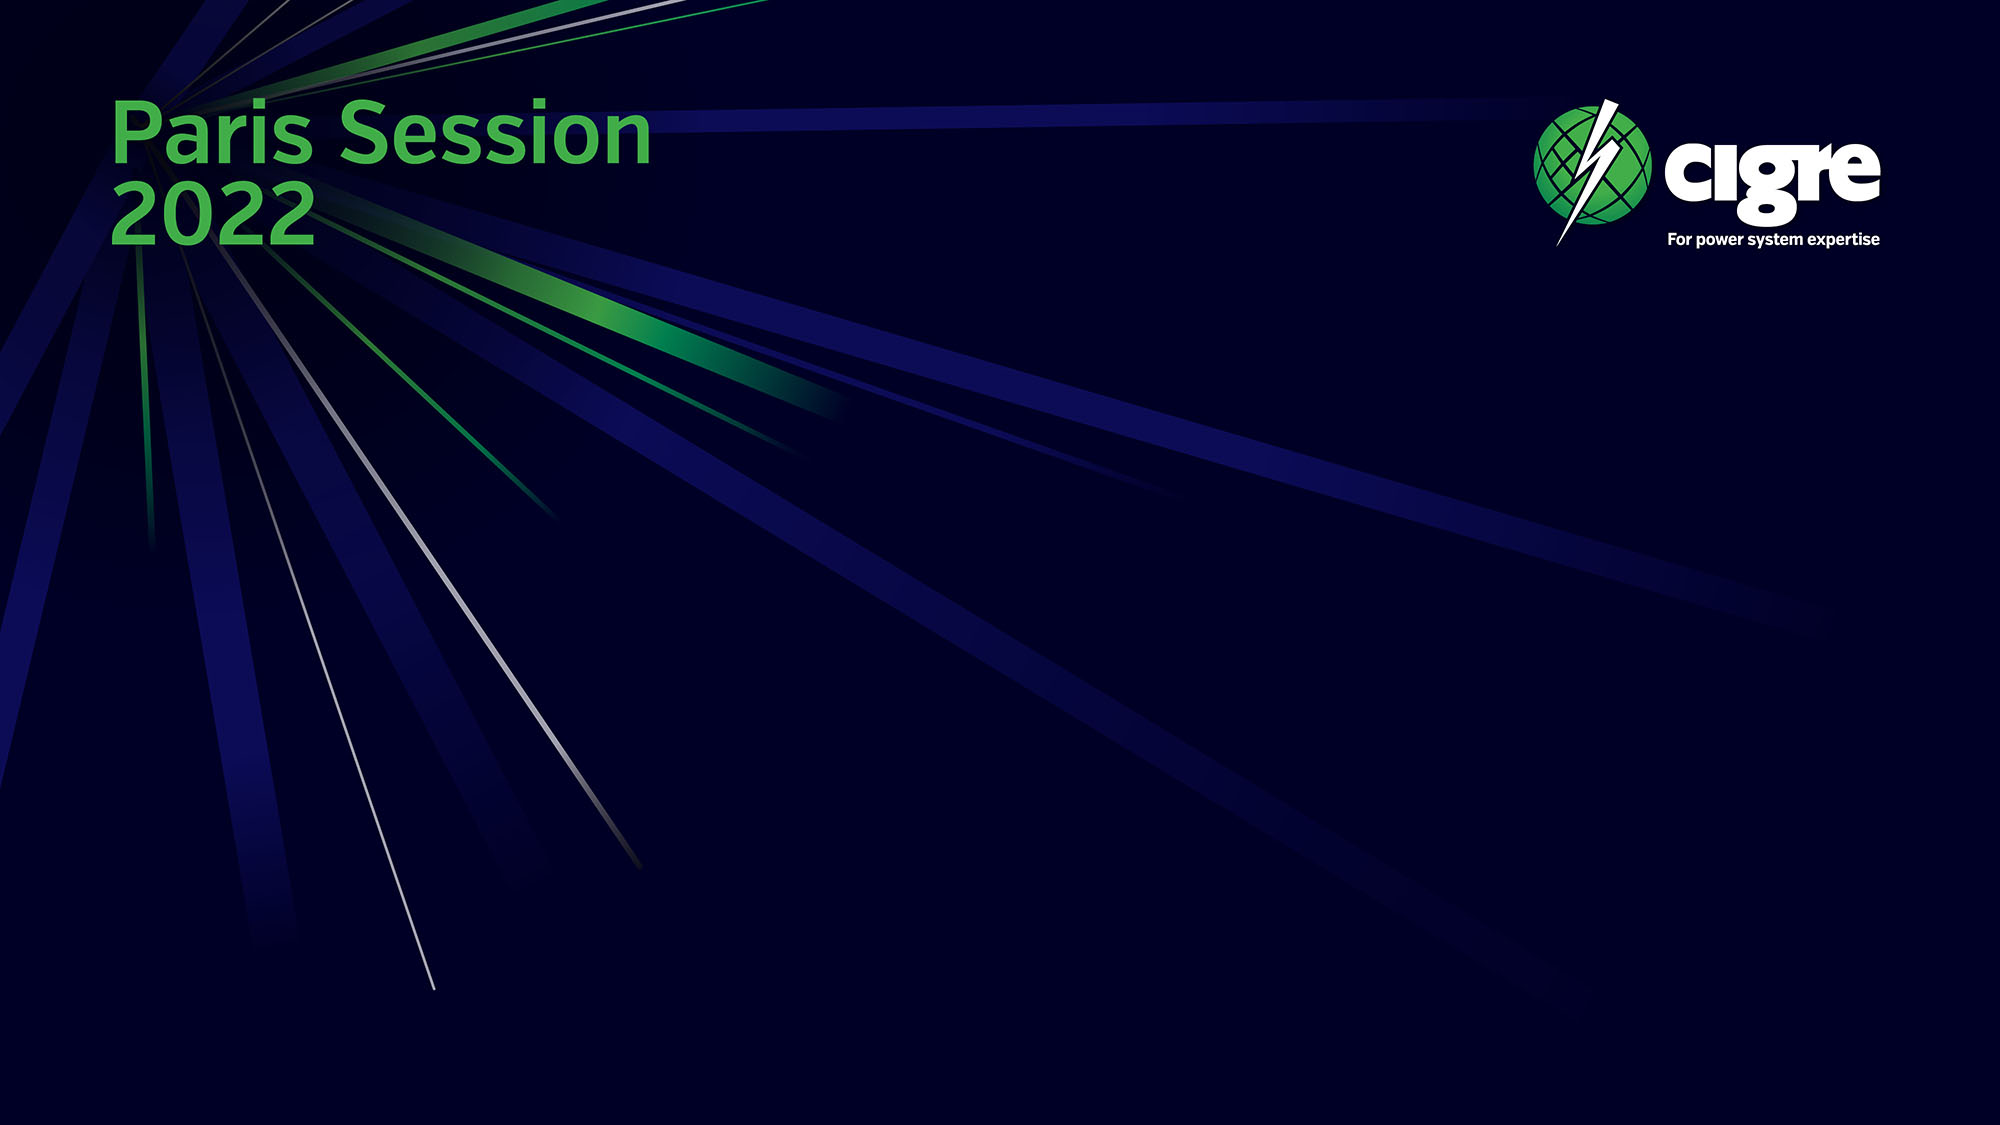 Paris Session
2022
cigre
For power system expertise